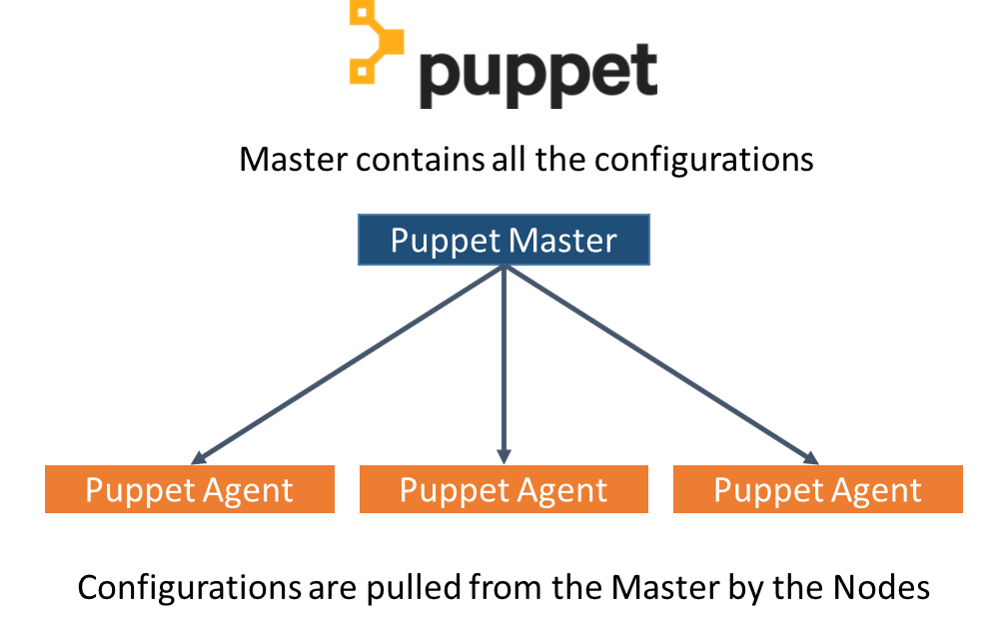 puppet
Master contains all the configurations
Puppet Master
Puppet Agent
Puppet Agent
Puppet Agent
Configurations are pulled from the Master by the Nodes